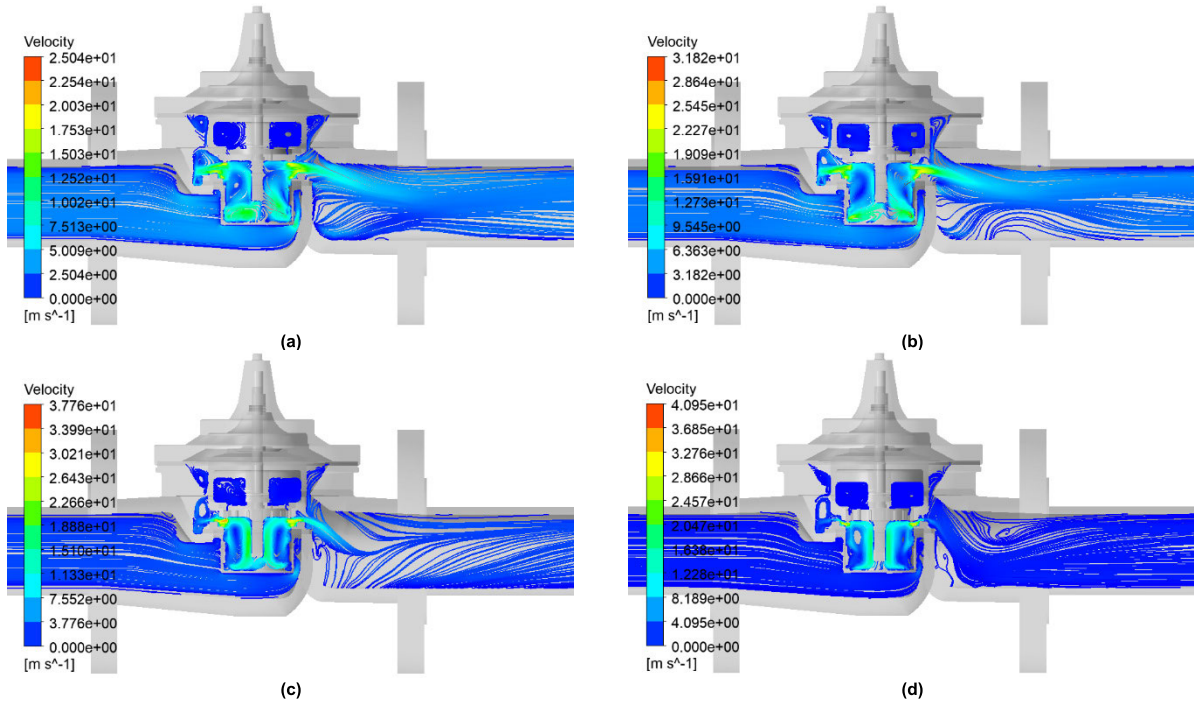 Velocity
2.504e+01
2.254e+01
2.003e+01
1.753e+01
1.503e+01
1.252e+01
1.002e+01
7.513e+00
5.009e+00
2.504e+00
0.000e+00
[m s^-1]
(a)
Velocity
3.182e+01
2.864e+01
2.545e+01
2.227e+01
1.909e+01
1.591e+01
1.273e+01
9.545e+00
6.363e+00
3.182e+00
0.000e+00
[m s^-1]
(b)
Velocity
3.776e+01
3.399e+01
3.021e+01
2.643e+01
2.266e+01
1.888e+01
1.510e+01
1.133e+01
7.552e+00
3.776e+00
0.000e+00
[m s^-1]
(c)
Velocity
4.095e+01
3.685e+01
3.276e+01
2.866e+01
2.457e+01
2.047e+01
1.638e+01
1.228e+01
8.189e+00
4.095e+00
0.000e+00
[m s^-1]
(d)